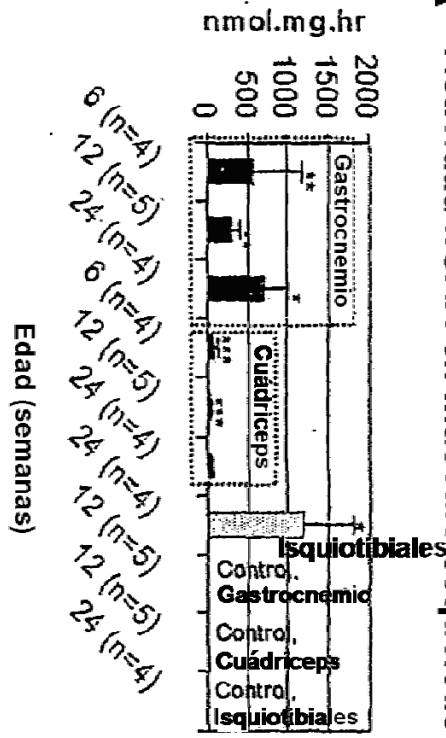 nmol.mg.hr
2000
1500
1000
500
0
Gastrocnemio
**
*
*
Cuádriceps
***
***
*
Isquiotibiales
Control,
Gastrocnemio
Control,
Cuádriceps
Control,
Isquiotibiales
6 (n=4)
12 (n=5)
24 (n=4)
6 (n=4)
12 (n=5)
24 (n=4)
24 (n=4)
12 (n=5)
12 (n=5)
24 (n=4)
Edad (semanas)